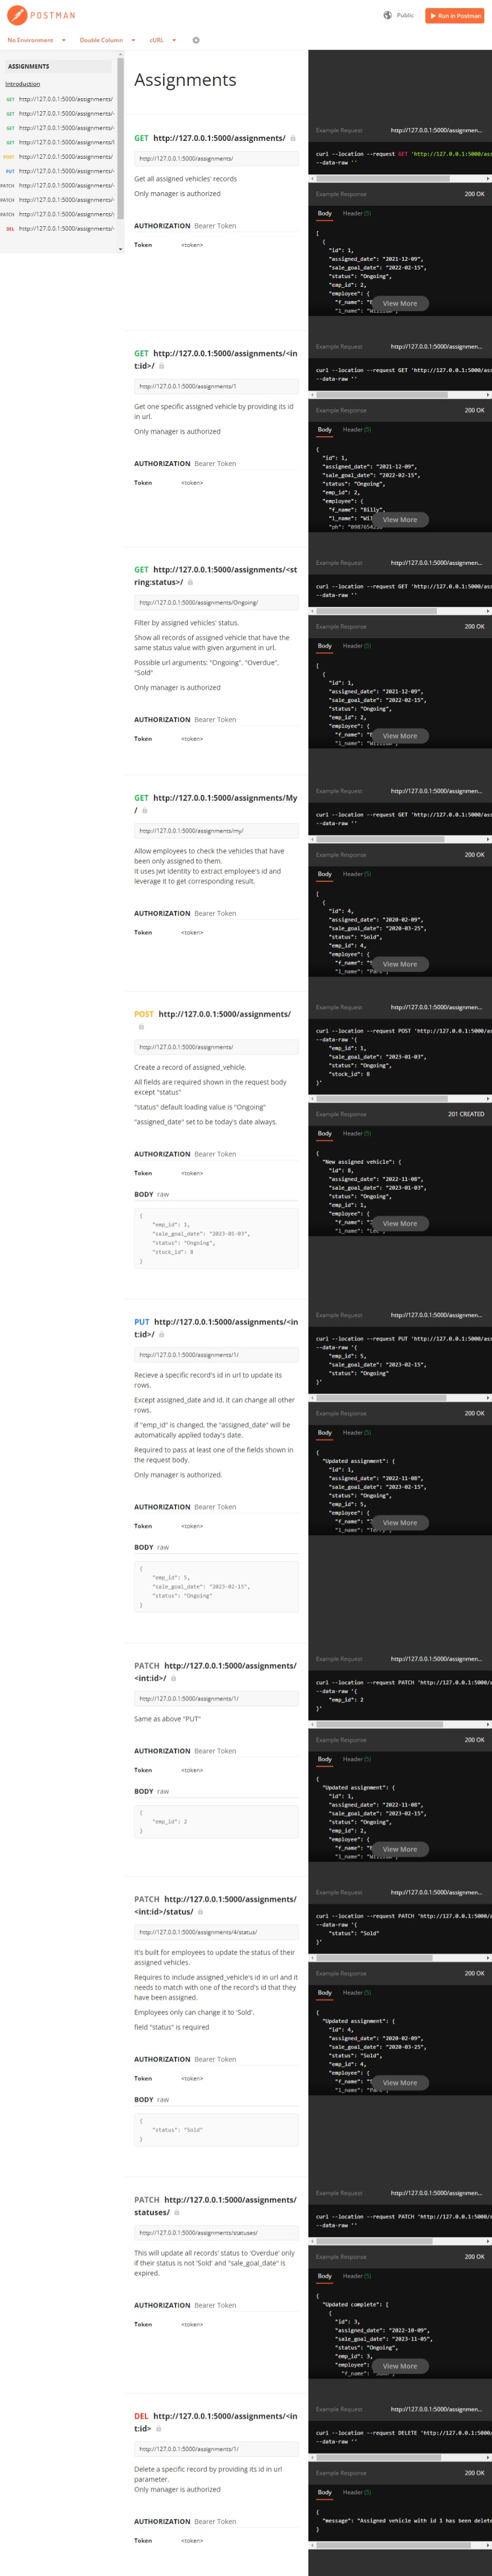 POSTMAN
Public
Run in Postman
No Environment
Double Column
cURL
ASSIGNMENTS
Introduction
GET http://127.0.0.1:5000/assignments/
GET http://127.0.0.1:5000/assignments/
GET http://127.0.0.1:5000/assignments/
GET http://127.0.0.1:5000/assignments/
POST http://127.0.0.1:5000/assignments/
PUT http://127.0.0.1:5000/assignments/
PATCH http://127.0.0.1:5000/assignments/
PATCH http://127.0.0.1:5000/assignments/
PATCH http://127.0.0.1:5000/assignments/
DEL http://127.0.0.1:5000/assignments/
Assignments
GET http://127.0.0.1:5000/assignments/
http://127.0.0.1:5000/assignments/
Get all assigned vehicles' records
Only manager is authorized
AUTHORIZATION Bearer Token
Token <token>
Example Request http://127.0.0.1:5000/assignmen...
curl --location --request GET 'http://127.0.0.1:5000/ass
--data-raw ''
Example Response 200 OK
Body Header (5)
[
{
"id": 1,
"assigned_date": "2021-12-09",
"sale_goal_date": "2022-02-15",
"status": "Ongoing",
"emp_id": 2,
"employee": {
View More
GET http://127.0.0.1:5000/assignments/<in
t:id>/
http://127.0.0.1:5000/assignments/1
Get one specific assigned vehicle by providing its id
in url.
Only manager is authorized
AUTHORIZATION Bearer Token
Token <token>
Example Request http://127.0.0.1:5000/assignmen...
curl --location --request GET 'http://127.0.0.1:5000/ass
--data-raw ''
Example Response 200 OK
Body Header (5)
{
"id": 1,
"assigned_date": "2021-12-09",
"sale_goal_date": "2022-02-15",
"status": "Ongoing",
"emp_id": 2,
"employee": {
"f_name": "Billy",
View More
GET http://127.0.0.1:5000/assignments/<st
ring:status>/
http://127.0.0.1:5000/assignments/Ongoing/
Filter by assigned vehicles' status.
Show all records of assigned vehicle that have the
same status value with given argument in url.
Possible url arguments: "Ongoing", "Overdue",
"Sold"
Only manager is authorized
AUTHORIZATION Bearer Token
Token <token>
Example Request http://127.0.0.1:5000/assignmen...
curl --location --request GET 'http://127.0.0.1:5000/ass
--data-raw ''
Example Response 200 OK
Body Header (5)
[
{
"id": 1,
"assigned_date": "2021-12-09",
"sale_goal_date": "2022-02-15",
"status": "Ongoing",
"emp_id": 2,
"employee": {
View More
GET http://127.0.0.1:5000/assignments/My
/
http://127.0.0.1:5000/assignments/my/
Allow employees to check the vehicles that have
been only assigned to them.
It uses jwt identity to extract employee's id and
leverage it to get corresponding result.
AUTHORIZATION Bearer Token
Token <token>
Example Request http://127.0.0.1:5000/assignmen...
curl --location --request GET 'http://127.0.0.1:5000/ass
--data-raw ''
Example Response 200 OK
Body Header (5)
[
{
"id": 4,
"assigned_date": "2020-02-09",
"sale_goal_date": "2020-03-25",
"status": "Sold",
"emp_id": 4,
"employee": {
View More
POST http://127.0.0.1:5000/assignments/
http://127.0.0.1:5000/assignments/
Create a record of assigned_vehicle.
All fields are required shown in the request body
except "status"
"status" default loading value is "Ongoing"
"assigned_date" set to be today's date always.
AUTHORIZATION Bearer Token
Token <token>
BODY raw
{
"emp_id": 1,
"sale_goal_date": "2023-01-03",
"status": "Ongoing",
"stock_id": 8
}
Example Request http://127.0.0.1:5000/assignmen...
curl --location --request POST 'http://127.0.0.1:5000/as
--data-raw '{
"emp_id": 1,
"sale_goal_date": "2023-01-03",
"status": "Ongoing",
"stock_id": 8
}'
Example Response 201 CREATED
Body Header (5)
{
"New assigned vehicle": {
"id": 8,
"assigned_date": "2022-11-08",
"sale_goal_date": "2023-01-03",
"status": "Ongoing",
"emp_id": 1,
"employee": {
View More
PUT http://127.0.0.1:5000/assignments/<in
t:id>/
http://127.0.0.1:5000/assignments/1/
Recieve a specific record's id in url to update its
rows.
Except assigned_date and id, it can change all other
rows.
if "emp_id" is changed, the "assigned_date" will be
automatically applied today's date.
Required to pass at least one of the fields shown in
the request body.
Only manager is authorized.
AUTHORIZATION Bearer Token
Token <token>
BODY raw
{
"emp_id": 5,
"sale_goal_date": "2023-02-15",
"status": "Ongoing"
}
Example Request http://127.0.0.1:5000/assignmen...
curl --location --request PUT 'http://127.0.0.1:5000/ass
--data-raw '{
"emp_id": 5,
"sale_goal_date": "2023-02-15",
"status": "Ongoing"
}'
Example Response 200 OK
Body Header (5)
{
"Updated assignment": {
"id": 1,
"assigned_date": "2022-11-08",
"sale_goal_date": "2023-02-15",
"status": "Ongoing",
"emp_id": 5,
"employee": {
View More
PATCH http://127.0.0.1:5000/assignments/
<int:id>/
http://127.0.0.1:5000/assignments/1/
Same as above "PUT"
AUTHORIZATION Bearer Token
Token <token>
BODY raw
{
"emp_id": 2
}
Example Request http://127.0.0.1:5000/assignmen...
curl --location --request PATCH 'http://127.0.0.1:5000/a
--data-raw '{
"emp_id": 2
}'
Example Response 200 OK
Body Header (5)
{
"Updated assignment": {
"id": 1,
"assigned_date": "2022-11-08",
"sale_goal_date": "2023-02-15",
"status": "Ongoing",
"emp_id": 2,
"employee": {
View More
PATCH http://127.0.0.1:5000/assignments/
<int:id>/status/
http://127.0.0.1:5000/assignments/4/status/
It's built for employees to update the status of their
assigned vehicles.
Requires to include assigned_vehicle's id in url and it
needs to match with one of the record's id that they
have been assigned.
Employees only can change it to 'Sold'.
field "status" is required
AUTHORIZATION Bearer Token
Token <token>
BODY raw
{
"status": "Sold"
}
Example Request http://127.0.0.1:5000/assignmen...
curl --location --request PATCH 'http://127.0.0.1:5000/a
--data-raw '{
"status": "Sold"
}'
Example Response 200 OK
Body Header (5)
{
"Updated assignment": {
"id": 4,
"assigned_date": "2020-02-09",
"sale_goal_date": "2020-03-25",
"status": "Sold",
"emp_id": 4,
"employee": {
View More
PATCH http://127.0.0.1:5000/assignments/
statuses/
http://127.0.0.1:5000/assignments/statuses/
This will update all records' status to 'Overdue' only
if their status is not 'Sold' and "sale_goal_date" is
expired.
AUTHORIZATION Bearer Token
Token <token>
Example Request http://127.0.0.1:5000/assignmen...
curl --location --request PATCH 'http://127.0.0.1:5000/a
--data-raw ''
Example Response 200 OK
Body Header (5)
{
"Updated complete": [
{
"id": 3,
"assigned_date": "2022-10-09",
"sale_goal_date": "2023-11-05",
"status": "Ongoing",
"emp_id": 3,
"employee": {
View More
DEL http://127.0.0.1:5000/assignments/<in
t:id>
http://127.0.0.1:5000/assignments/1/
Delete a specific record by providing its id in url
parameter.
Only manager is authorized
AUTHORIZATION Bearer Token
Token <token>
Example Request http://127.0.0.1:5000/assignmen...
curl --location --request DELETE 'http://127.0.0.1:5000/
--data-raw ''
Example Response 200 OK
Body Header (5)
{
"message": "Assigned vehicle with id 1 has been delete
}